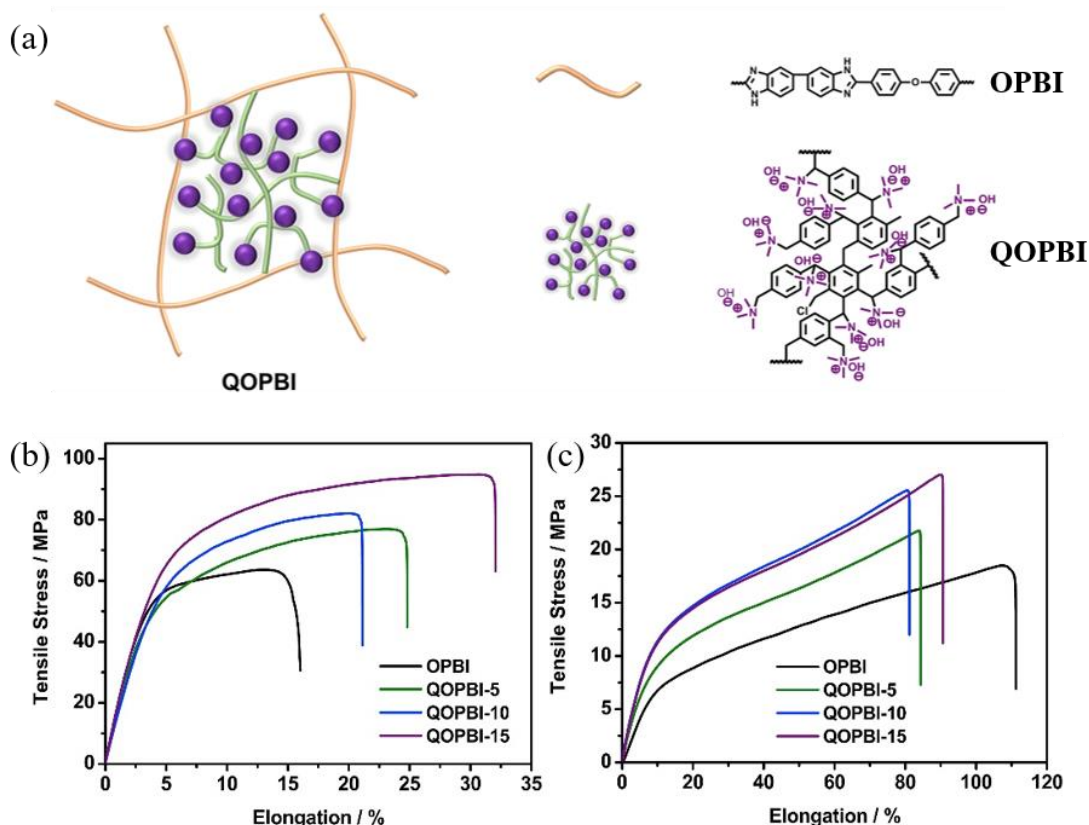 (a)
N
H
N
N
H
N
O
OPBI
QOPBI
OH
N
Cl
QOPBI
(b)
Tensile Stress / MPa
100
80
60
40
20
0
0 5 10 15 20 25 30 35
Elongation / %
OPBI
QOPBI-5
QOPBI-10
QOPBI-15
(c)
Tensile Stress / MPa
30
25
20
15
10
5
0
0 20 40 60 80 100 120
Elongation / %
OPBI
QOPBI-5
QOPBI-10
QOPBI-15